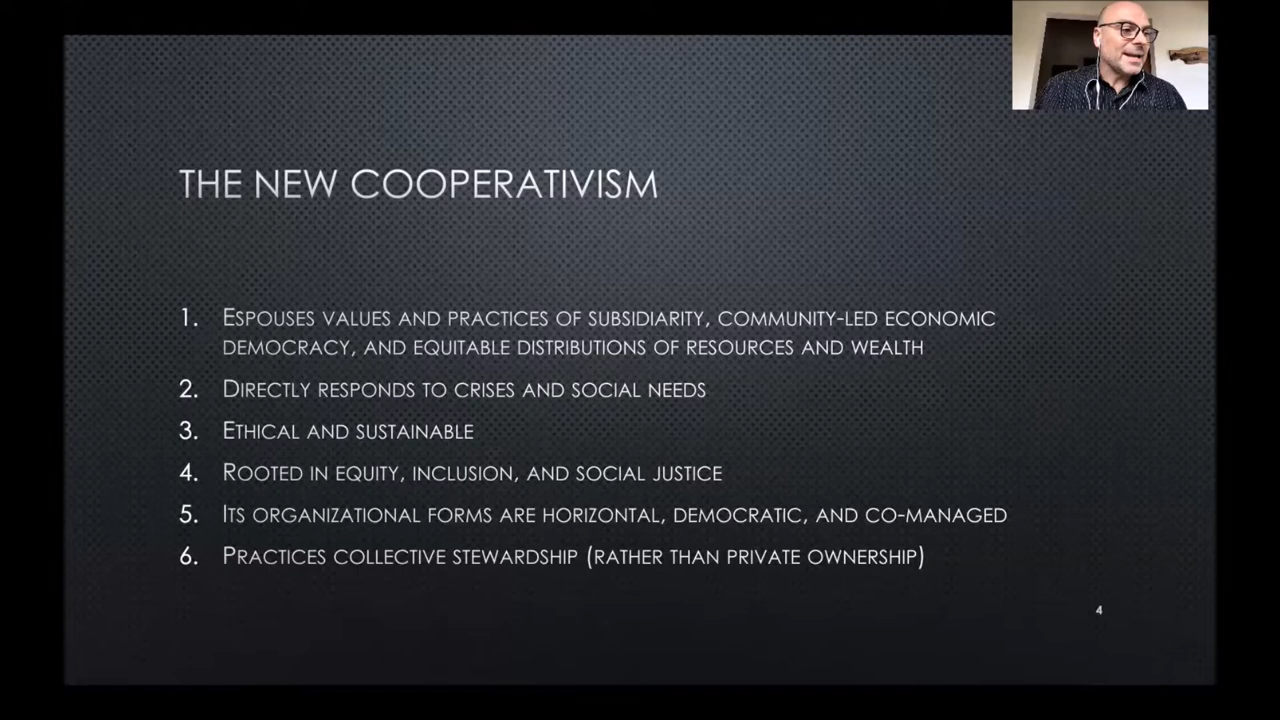 THE NEW COOPERATIVISM
1. ESPOUSES VALUES AND PRACTICES OF SUBSIDIARITY, COMMUNITY-LED ECONOMIC
DEMOCRACY, AND EQUITABLE DISTRIBUTIONS OF RESOURCES AND WEALTH
2. DIRECTLY RESPONDS TO CRISES AND SOCIAL NEEDS
3. ETHICAL AND SUSTAINABLE
4. ROOTED IN EQUITY, INCLUSION, AND SOCIAL JUSTICE
5. ITS ORGANIZATIONAL FORMS ARE HORIZONTAL, DEMOCRATIC, AND CO-MANAGED
6. PRACTICES COLLECTIVE STEWARDSHIP (RATHER THAN PRIVATE OWNERSHIP)
4